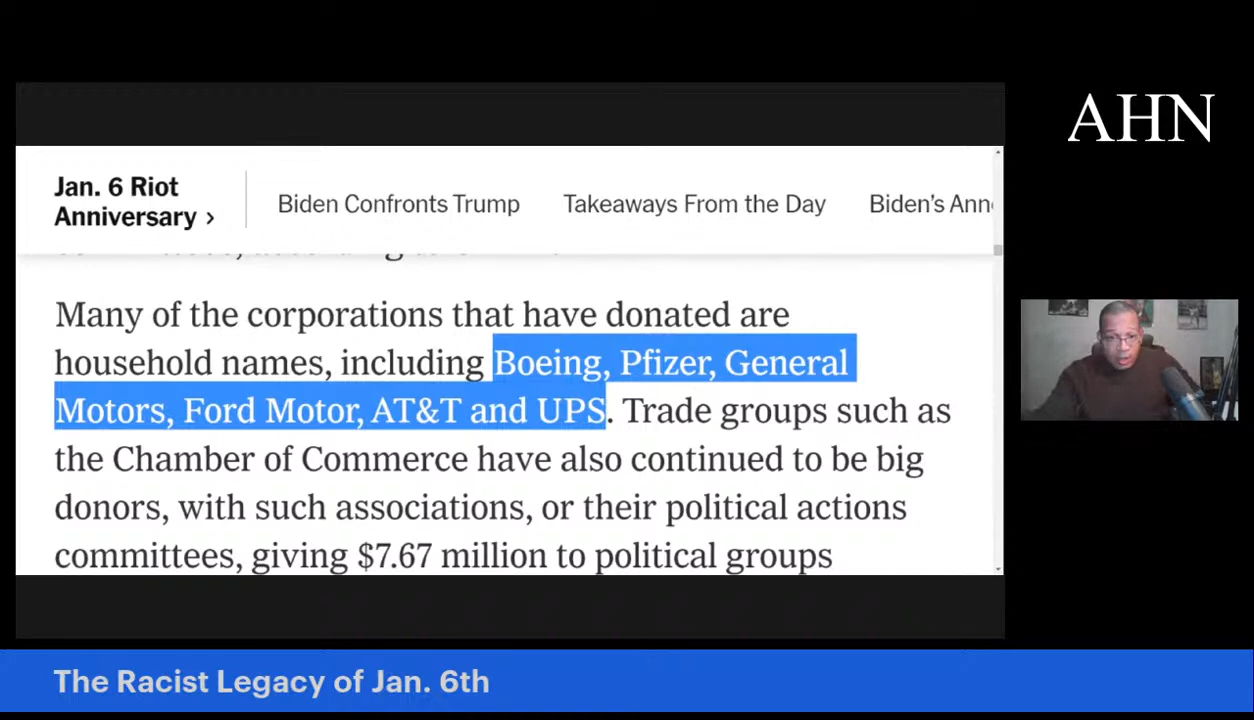 AHN
Jan. 6 Riot
Anniversary ›
Biden Confronts Trump
Takeaways From the Day
Biden's
Many of the corporations that have donated are
household names, including Boeing, Pfizer, General
Motors, Ford Motor, AT&T and UPS. Trade groups such as
the Chamber of Commerce have also continued to be big
donors, with such associations, or their political actions
committees, giving $7.67 million to political groups
The Racist Legacy of Jan. 6th